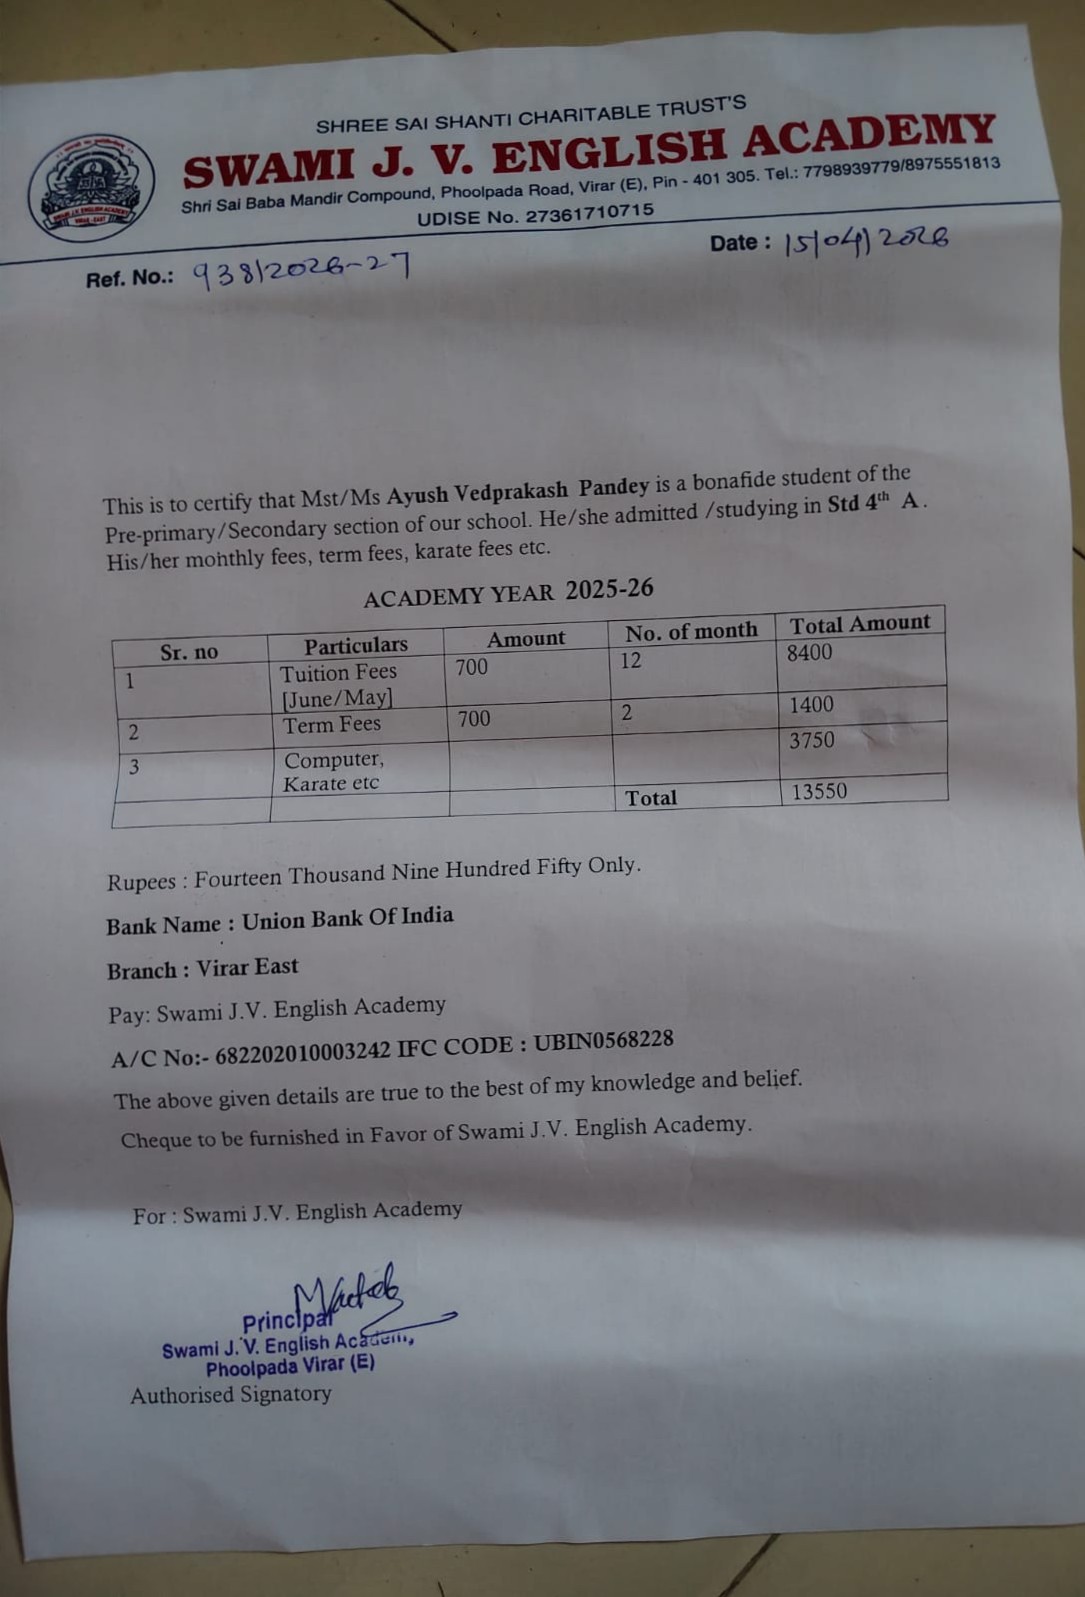 SHREE SAI SHANTI CHARITABLE TRUST'S
SWAMI J. V. ENGLISH ACADEMY
Shri Sai Baba Mandir Compound, Phoolpada Road, Virar (E), Pin - 401 305. Tel.: 7798939779/8975551813
UDISE No. 27361710715
SWAMI J.V. ENGLISH ACADEMY
VIRAR - EAST
Ref. No.: 938/2026-27
Date : 15/04/2026
This is to certify that Mst/Ms Ayush Vedprakash Pandey is a bonafide student of the
Pre-primary/Secondary section of our school. He/she admitted /studying in Std 4th A.
His/her monthly fees, term fees, karate fees etc.
ACADEMY YEAR 2025-26
Sr. no Particulars Amount No. of month Total Amount
1 Tuition Fees 700 12 8400
[June/May]
2 Term Fees 700 2 1400
3 Computer, 3750
Karate etc
Total 13550
Rupees : Fourteen Thousand Nine Hundred Fifty Only.
Bank Name : Union Bank Of India
Branch : Virar East
Pay: Swami J.V. English Academy
A/C No:- 682202010003242 IFC CODE : UBIN0568228
The above given details are true to the best of my knowledge and belief.
Cheque to be furnished in Favor of Swami J.V. English Academy.
For : Swami J.V. English Academy
Principal
Swami J. V. English Academy,
Phoolpada Virar (E)
Authorised Signatory